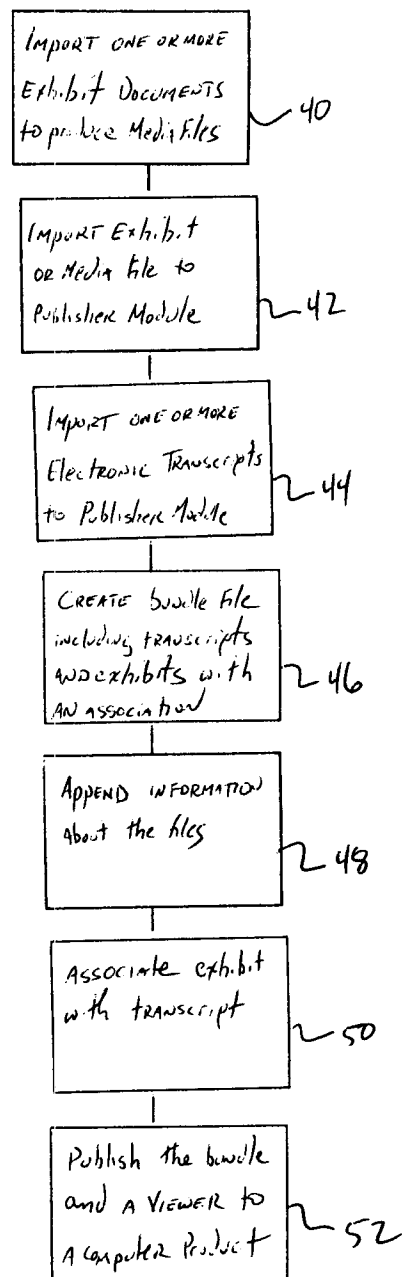 IMPORT ONE OR MORE
Exhibit DOCUMENTS
to produce Media Files
40
IMPORT Exhibit
OR Media File to
Publisher Module
42
IMPORT ONE OR MORE
Electronic Transcripts
to Publisher Module
44
CREATE bundle file
including transcripts
AND exhibits with
AN ASSOCIATION
46
APPEND INFORMATION
About the files
48
ASSOCIATE exhibit
with transcript
50
Publish the bundle
and A VIEWER to
A computer Product
52